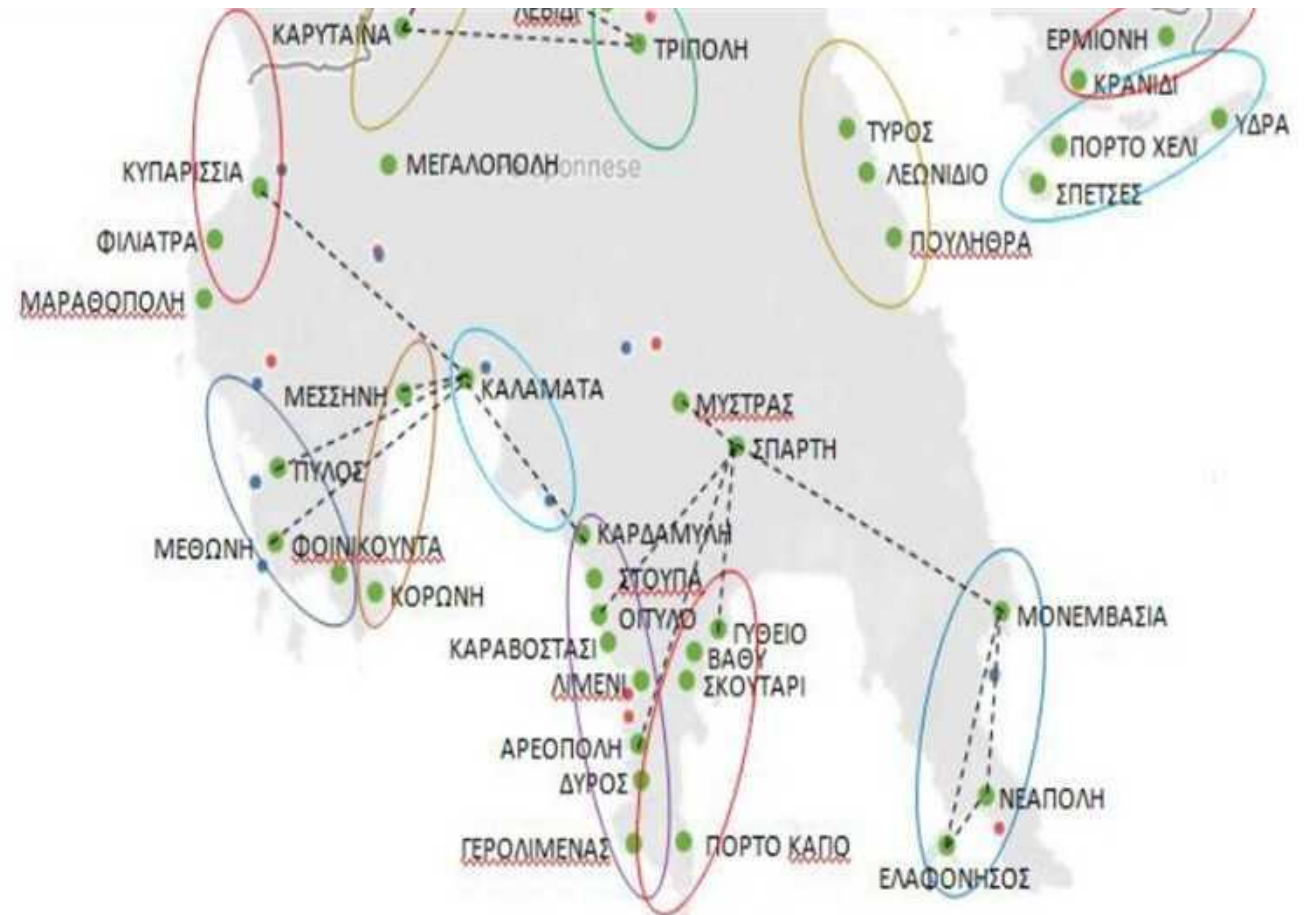 ΛΕΒΙΔΙ
ΚΑΡΥΤΑΙΝΑ
ΤΡΙΠΟΛΗ
ΕΡΜΙΟΝΗ
ΚΡΑΝΙΔΙ
ΥΔΡΑ
ΤΥΡΟΣ
ΠΟΡΤΟ ΧΕΛΙ
ΚΥΠΑΡΙΣΣΙΑ
ΜΕΓΑΛΟΠΟΛΗ
ponnese
ΛΕΩΝΙΔΙΟ
ΣΠΕΤΣΕΣ
ΦΙΛΙΑΤΡΑ
ΠΟΥΛΗΘΡΑ
ΜΑΡΑΘΟΠΟΛΗ
ΜΕΣΣΗΝΗ
ΚΑΛΑΜΑΤΑ
ΜΥΣΤΡΑΣ
ΣΠΑΡΤΗ
ΠΥΛΟΣ
ΚΑΡΔΑΜΥΛΗ
ΜΕΘΩΝΗ
ΦΟΙΝΙΚΟΥΝΤΑ
ΣΤΟΥΠΑ
ΚΟΡΩΝΗ
ΟΙΤΥΛΟ
ΜΟΝΕΜΒΑΣΙΑ
ΓΥΘΕΙΟ
ΚΑΡΑΒΟΣΤΑΣΙ
ΒΑΘΥ
ΛΙΜΕΝΙ
ΣΚΟΥΤΑΡΙ
ΑΡΕΟΠΟΛΗ
ΔΥΡΟΣ
ΝΕΑΠΟΛΗ
ΓΕΡΟΛΙΜΕΝΑΣ
ΠΟΡΤΟ ΚΑΓΙΟ
ΕΛΑΦΟΝΗΣΟΣ